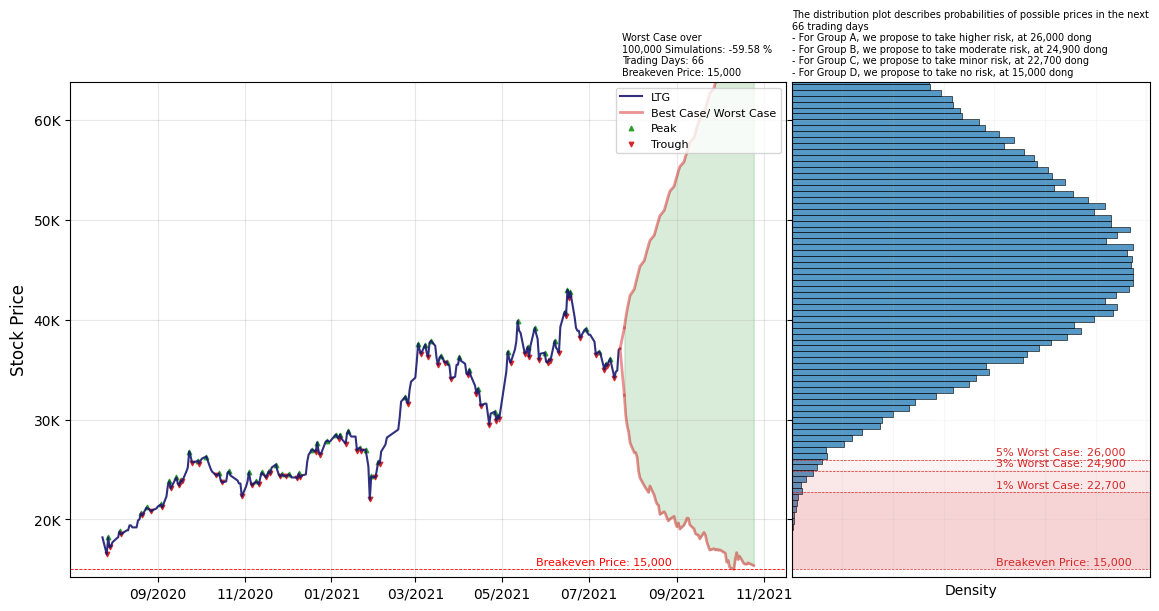 The distribution plot describes probabilities of possible prices in the next
66 trading days
- For Group A, we propose to take higher risk, at 26,000 dong
- For Group B, we propose to take moderate risk, at 24,900 dong
- For Group C, we propose to take minor risk, at 22,700 dong
- For Group D, we propose to take no risk, at 15,000 dong
Worst Case over
100,000 Simulations: -59.58 %
Trading Days: 66
Breakeven Price: 15,000
LTG
Best Case/ Worst Case
Peak
Trough
Stock Price
60K
50K
40K
30K
20K
5% Worst Case: 26,000
3% Worst Case: 24,900
1% Worst Case: 22,700
Breakeven Price: 15,000
Breakeven Price: 15,000
09/2020
11/2020
01/2021
03/2021
05/2021
07/2021
09/2021
11/2021
Density